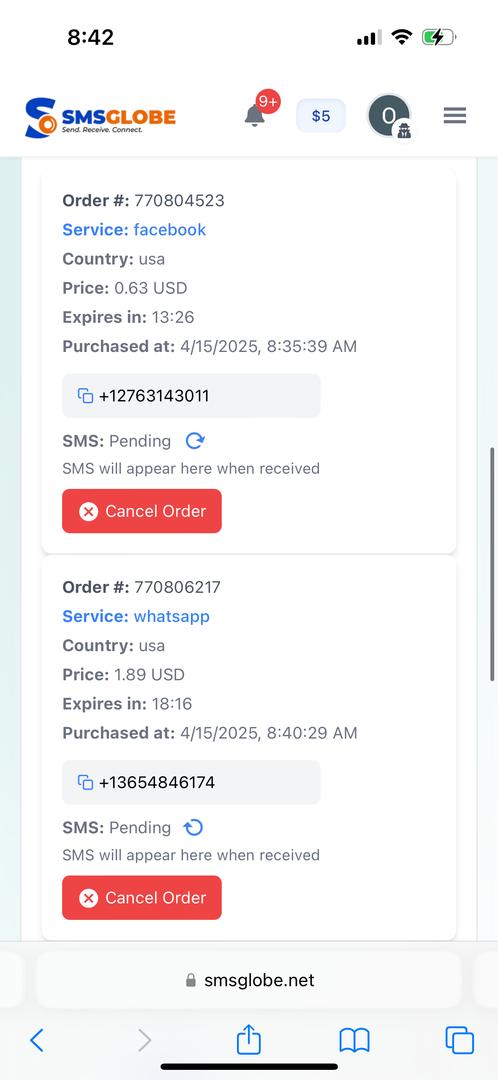 8:42
SMSGLOBE
Send. Receive. Connect.
9+
$5
O
Order #: 770804523
Service: facebook
Country: usa
Price: 0.63 USD
Expires in: 13:26
Purchased at: 4/15/2025, 8:35:39 AM
+12763143011
SMS: Pending
SMS will appear here when received
Cancel Order
Order #: 770806217
Service: whatsapp
Country: usa
Price: 1.89 USD
Expires in: 18:16
Purchased at: 4/15/2025, 8:40:29 AM
+13654846174
SMS: Pending
SMS will appear here when received
Cancel Order
smsglobe.net